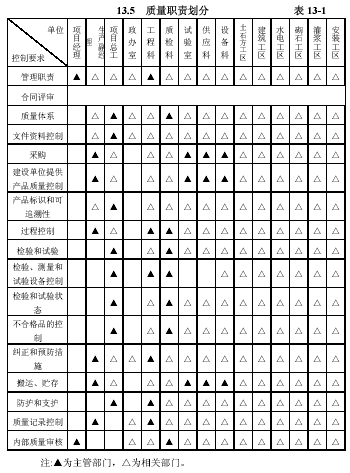 13.5 质量职责划分 表 13-1
单位
控制要求
项目经理 生产副经理 项目总工 政办室 工程科 质检科 试验室 供应科 设备科 土石方工区 建筑工区 水电工区 砌石工区 灌浆工区 安装工区
管理职责 ▲ △ △ △ ▲ △ △ △ △ △ △ △ △ △ △
合同评审
质量体系 △ ▲ △ △ ▲ △ △ △ △ △ △ △ △ △
文件资料控制 △ ▲ △ △ △ △ △ △ △ △ △ △ △ △
采购 ▲ △ △ △ ▲ ▲ ▲ △ △ △ △ △ △
建设单位提供
产品质量控制 ▲ △ △ △ ▲ ▲ ▲ △ △ △ △ △ △
产品标识和可
追溯性 △ ▲ △ △ △ △ △ △ △ △ △ △ △
过程控制 ▲ △ ▲ ▲ △ △ △ △ △ △ △ △ △
检验和试验 ▲ △ ▲ △ △ △ △ △ △ △ △ △
检验、测量和
试验设备控制 ▲ ▲ ▲ △ △ △ △ △ △ △
检验和试验状
态 ▲ △ ▲ △ △ △ △ △ △ △ △ △
不合格品的控
制 ▲ △ ▲ △ △ △ △ △ △ △ △ △
纠正和预防措
施 ▲ △ △ ▲ △ △ △ △ △ △ △ △ △ △
搬运、贮存 ▲ △ △ △ ▲ ▲ ▲ △ △ △ △ △ △
防护和支护 ▲ ▲ △ △ △ △ △ △ △ △ △ △
质量记录控制 ▲ △ ▲ △ △ △ △ △ △ △ △ △ △
内部质量审核 ▲ △ △ ▲ △ △ △ △ △ △ △ △ △
注:▲为主管部门，△为相关部门。